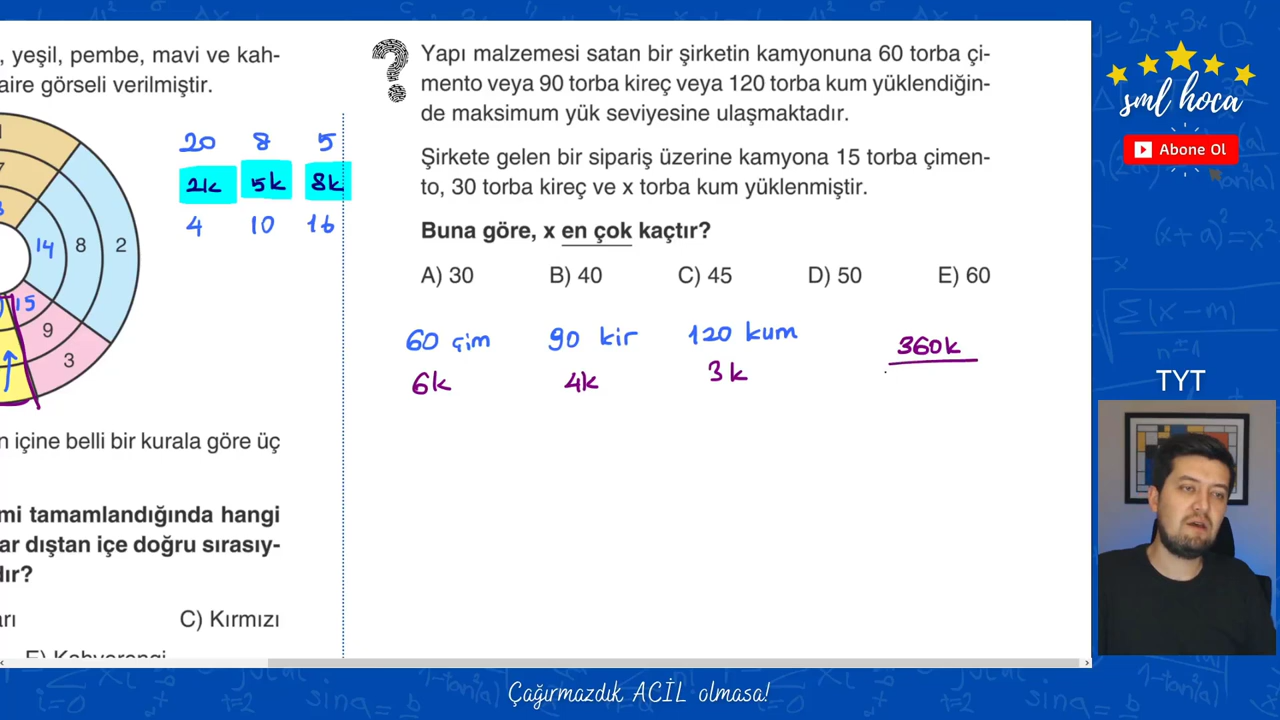 , yeşil, pembe, mavi ve kah-
aire görseli verilmiştir.
20 8 5
2k 5k 8k
4 10 16
7
14 8 2
15
9
3
n içine belli bir kurala göre üç
mi tamamlandığında hangi
ar dıştan içe doğru sırasıy-
dır?
arı C) Kırmızı
E) Kahverengi
?
Yapı malzemesi satan bir şirketin kamyonuna 60 torba çi-
mento veya 90 torba kireç veya 120 torba kum yüklendiğin-
de maksimum yük seviyesine ulaşmaktadır.
Şirkete gelen bir sipariş üzerine kamyona 15 torba çimen-
to, 30 torba kireç ve x torba kum yüklenmiştir.
Buna göre, x en çok kaçtır?
A) 30 B) 40 C) 45 D) 50 E) 60
60 çim 90 kir 120 kum
6k 4k 3k
360k
sml hoca
Abone Ol
TYT
Çağırmazdık ACİL olmasa!